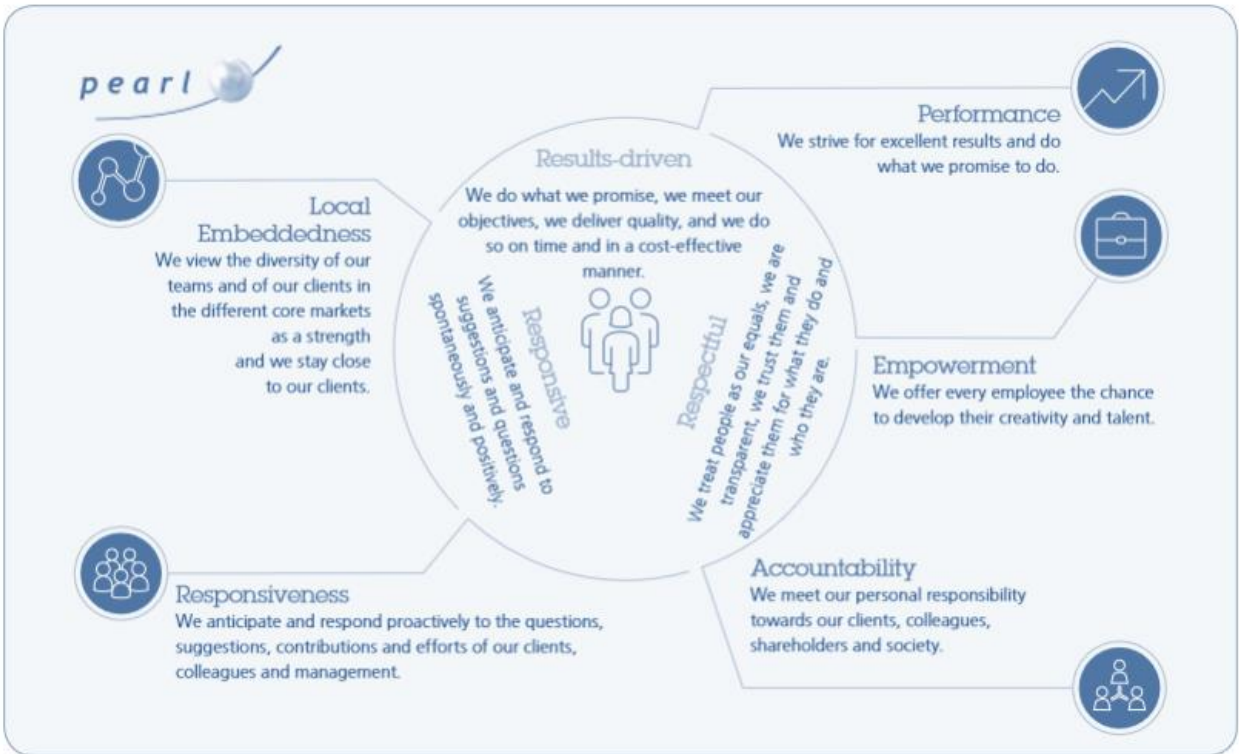 pearl
Performance
We strive for excellent results and do
what we promise to do.
Results-driven
We do what we promise, we meet our
objectives, we deliver quality, and we do
so on time and in a cost-effective
manner.
Local
Embeddedness
We view the diversity of our
teams and of our clients in
the different core markets
as a strength
and we stay close
to our clients.
Responsive
We anticipate and respond to
suggestions and questions
spontaneously and positively.
Respectful
We treat people as our equals, we are
transparent, we trust them and
appreciate them for what they do and
who they are.
Empowerment
We offer every employee the chance
to develop their creativity and talent.
Responsiveness
We anticipate and respond proactively to the questions,
suggestions, contributions and efforts of our clients,
colleagues and management.
Accountability
We meet our personal responsibility
towards our clients, colleagues,
shareholders and society.